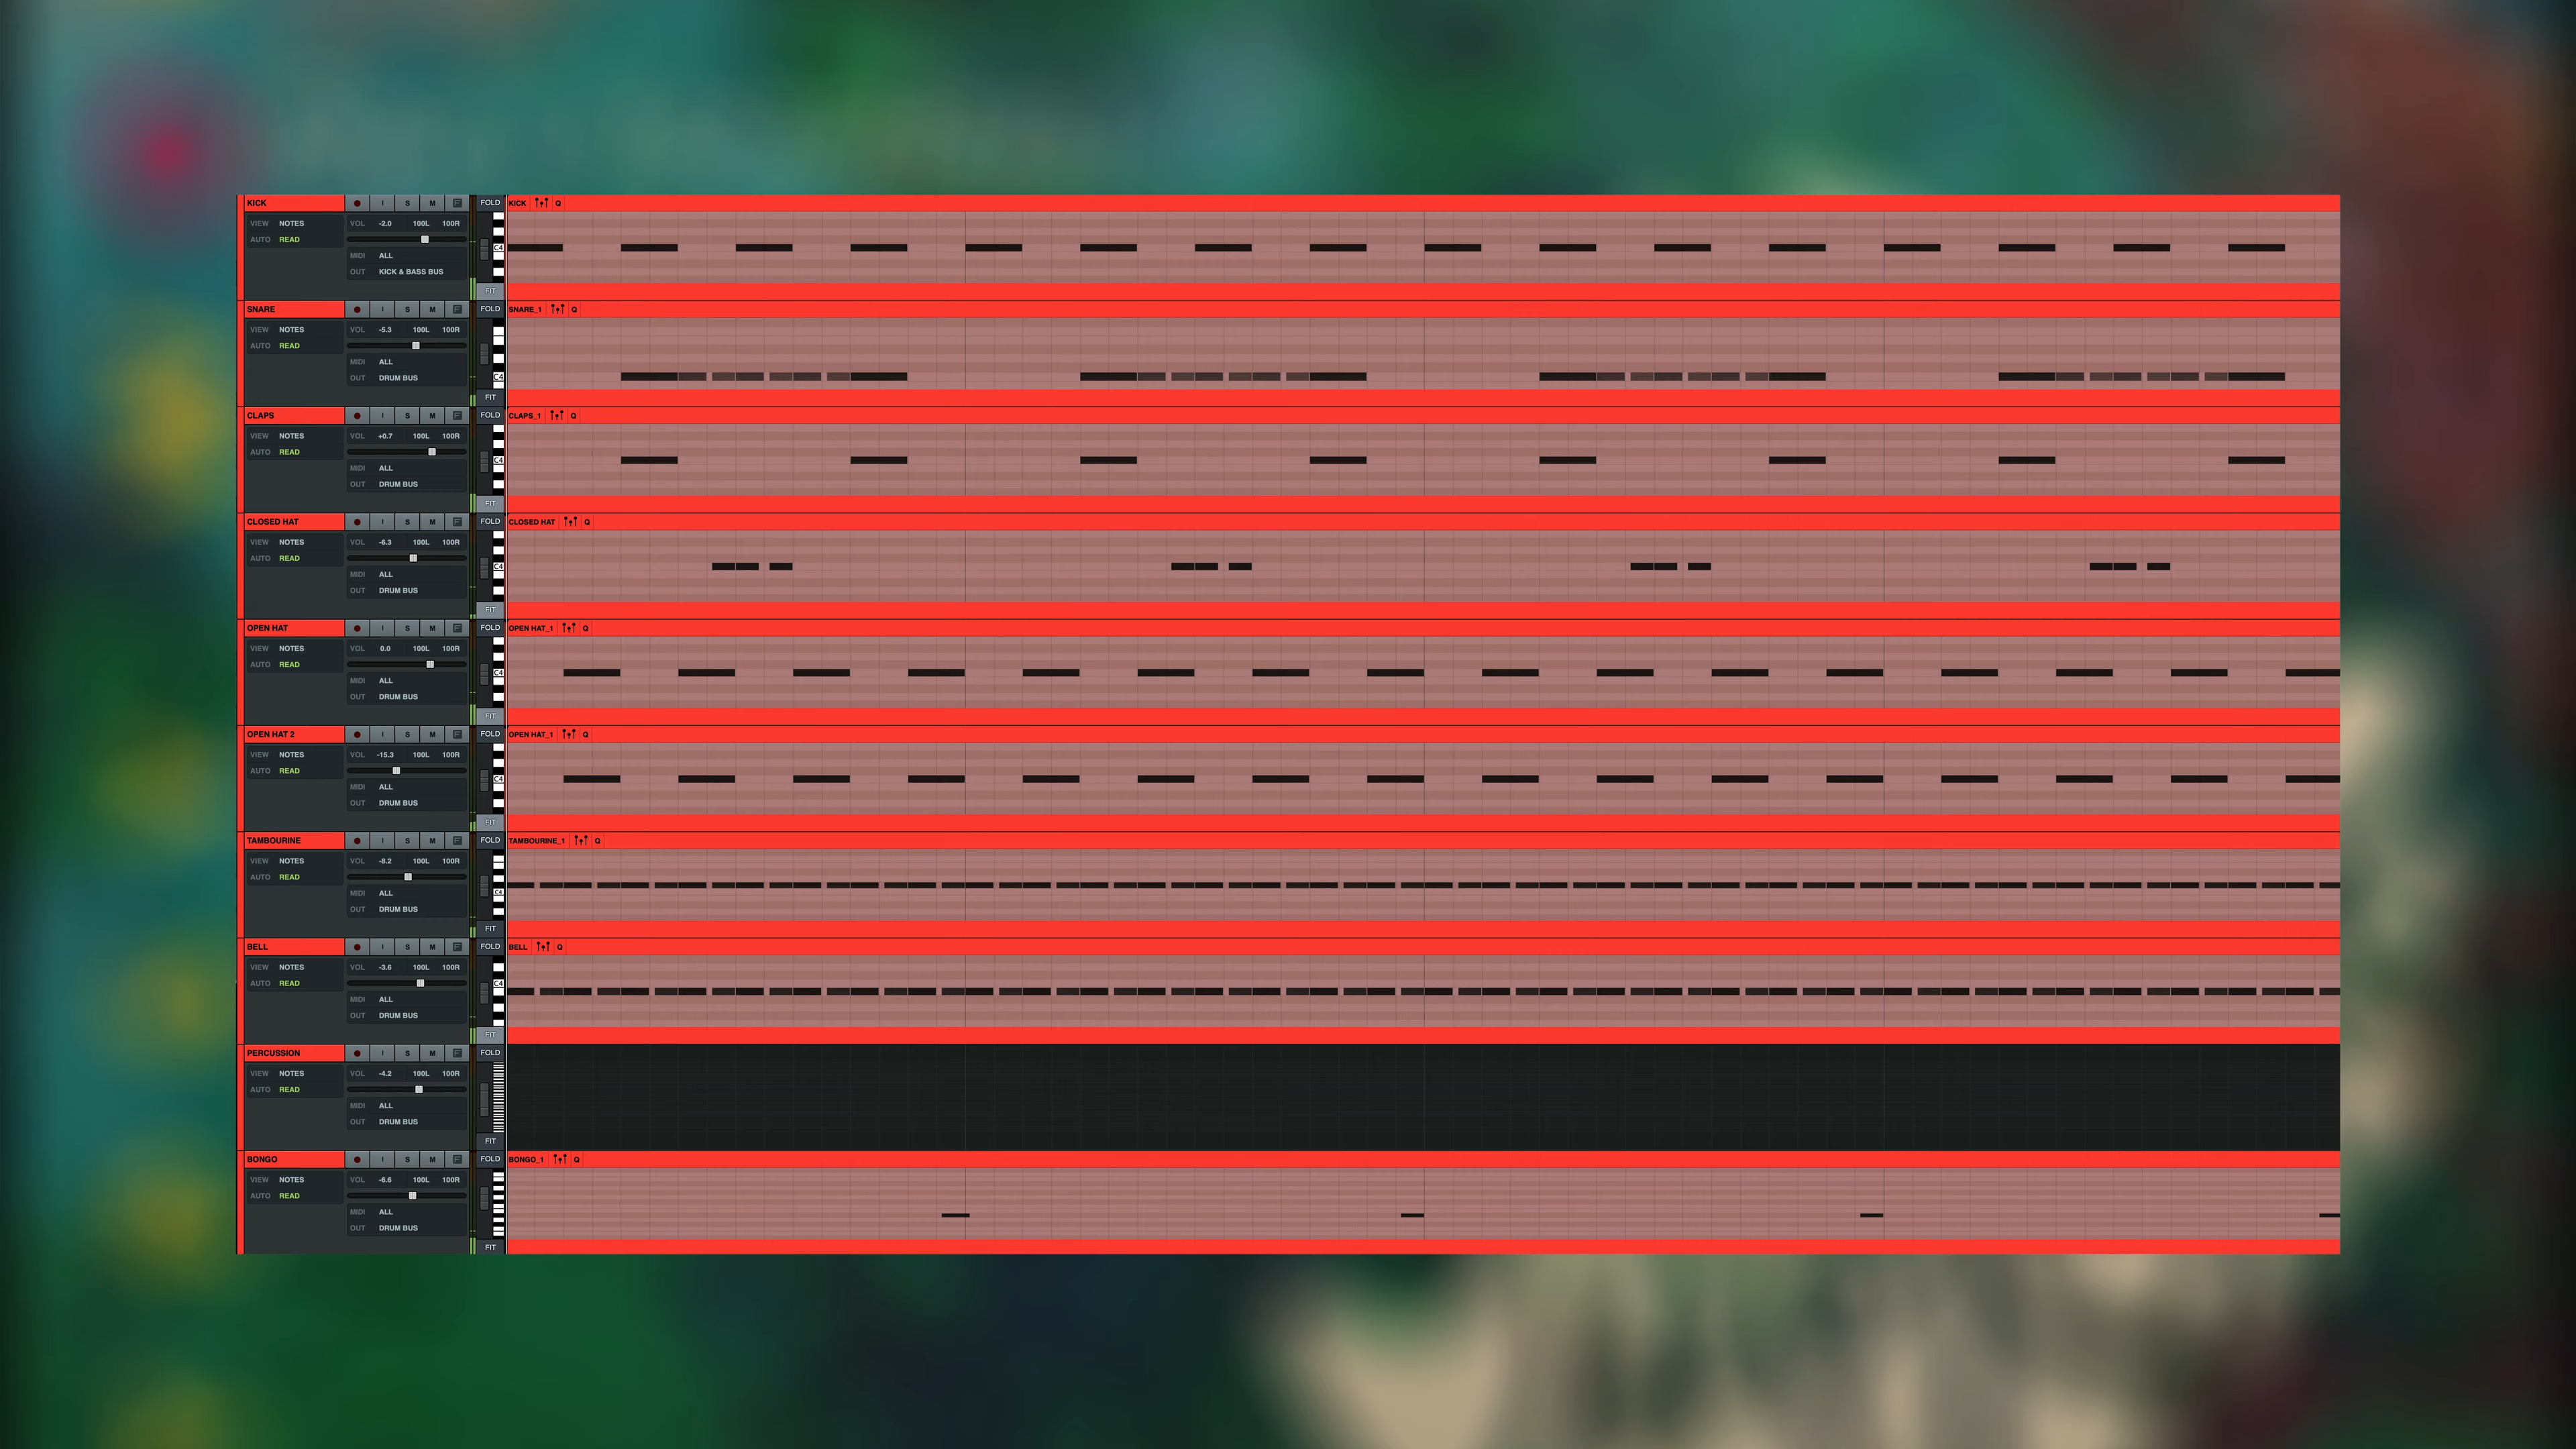 KICK I S M F FOLD KICK Q
VIEW NOTES VOL -2.0 100L 100R
AUTO READ C4
MIDI ALL
OUT KICK & BASS BUS
FIT
SNARE I S M F FOLD SNARE_1 Q
VIEW NOTES VOL -5.3 100L 100R
AUTO READ
MIDI ALL
OUT DRUM BUS C4
FIT
CLAPS I S M F FOLD CLAPS_1 Q
VIEW NOTES VOL +0.7 100L 100R
AUTO READ C4
MIDI ALL
OUT DRUM BUS
FIT
CLOSED HAT I S M F FOLD CLOSED HAT Q
VIEW NOTES VOL -6.3 100L 100R
AUTO READ C4
MIDI ALL
OUT DRUM BUS
FIT
OPEN HAT I S M F FOLD OPEN HAT_1 Q
VIEW NOTES VOL 0.0 100L 100R
AUTO READ C4
MIDI ALL
OUT DRUM BUS
FIT
OPEN HAT 2 I S M F FOLD OPEN HAT_1 Q
VIEW NOTES VOL -15.3 100L 100R
AUTO READ C4
MIDI ALL
OUT DRUM BUS
FIT
TAMBOURINE I S M F FOLD TAMBOURINE_1 Q
VIEW NOTES VOL -8.2 100L 100R
AUTO READ
MIDI ALL C4
OUT DRUM BUS
FIT
BELL I S M F FOLD BELL Q
VIEW NOTES VOL -3.6 100L 100R
AUTO READ C4
MIDI ALL
OUT DRUM BUS
FIT
PERCUSSION I S M F FOLD
VIEW NOTES VOL -4.2 100L 100R
AUTO READ
MIDI ALL
OUT DRUM BUS
FIT
BONGO I S M F FOLD BONGO_1 Q
VIEW NOTES VOL -6.6 100L 100R
AUTO READ
MIDI ALL
OUT DRUM BUS
FIT